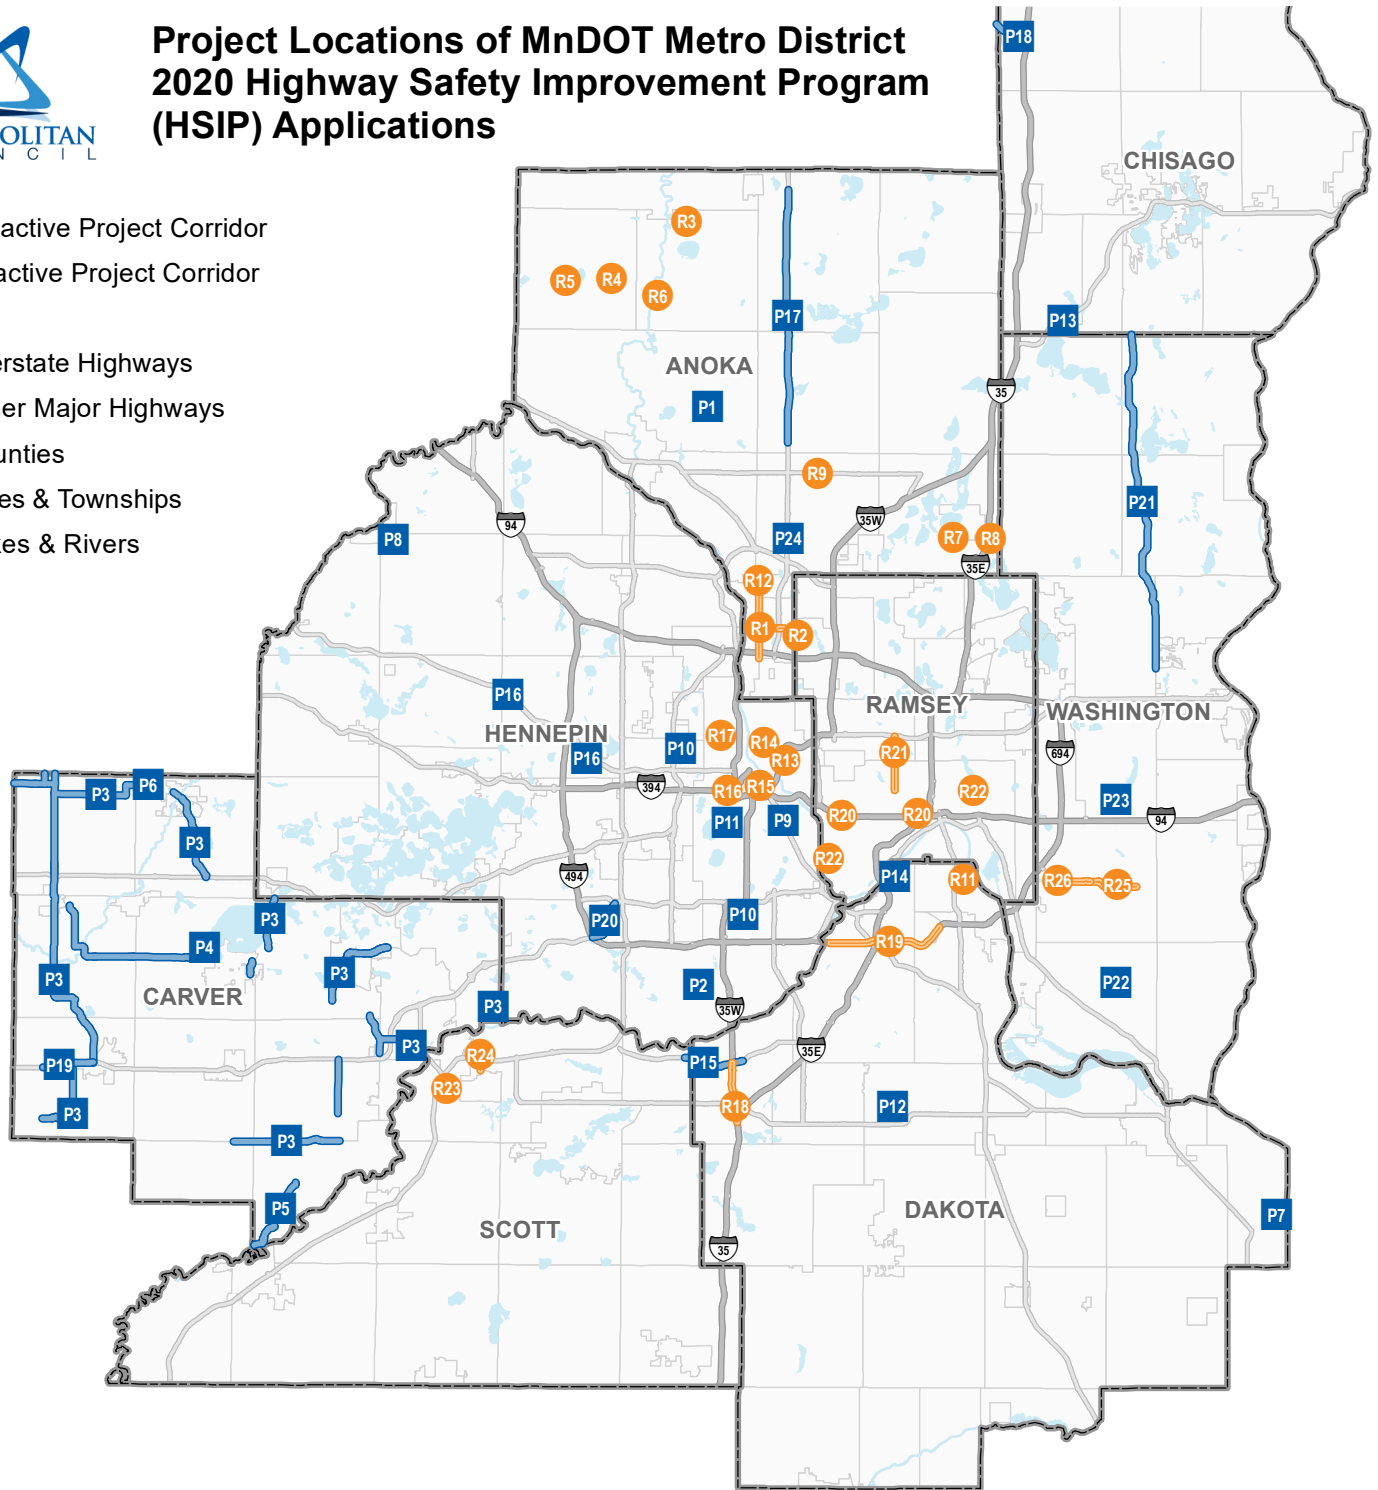 Project Locations of MnDOT Metro District
2020 Highway Safety Improvement Program
(HSIP) Applications
OLITAN
N C I L
active Project Corridor
active Project Corridor
erstate Highways
er Major Highways
unties
es & Townships
kes & Rivers
P18
CHISAGO
R3
R5
R4
R6
P17
P13
ANOKA
35
P1
R9
P21
94
35W
P8
P24
R7
R8
35E
R12
R1
R2
P16
RAMSEY
WASHINGTON
HENNEPIN
R17
R14
P16
P10
R13
R21
694
P3
P6
394
R16
R15
R22
P23
P11
P9
R20
R20
94
P3
R22
494
P14
R11
R26
R25
P3
P20
P10
P4
R19
P3
P3
P2
P22
CARVER
P3
35W
P3
35E
R24
P19
P15
R23
P3
R18
P12
P3
P5
DAKOTA
P7
SCOTT
35